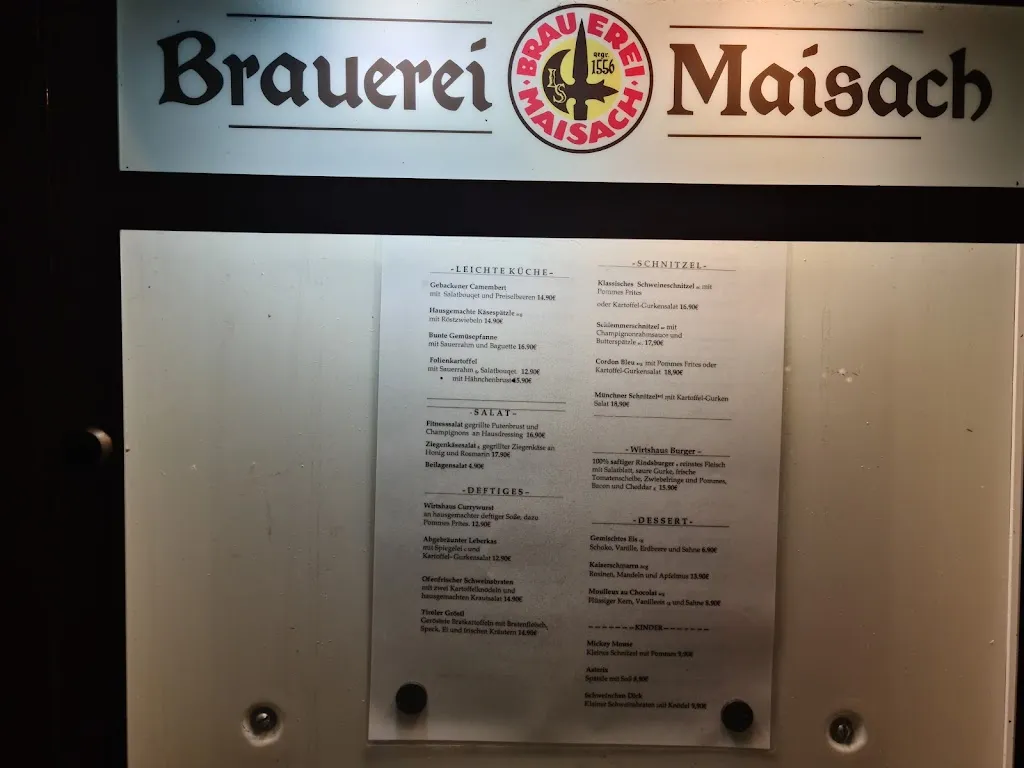 Brauerei
BRAUEREI
gegr.
1556
LS
MAISACH
Maisach
-LEICHTE KÜCHE-
Gebackener Camembert
mit Salatbouqet und Preiselbeeren 14.90€
Hausgemachte Käsespätzle
mit Röstzwiebeln 14.90€
Bunte Gemüsepfanne
mit Sauerrahm und Baguette 16.90€
Folienkartoffel
mit Sauerrahm Salatbouqet 12.90€
• mit Hähnchenbrust 15,90€
-SALAT-
Fitnesssalat gegrillte Putenbrust und
Champignons an Hausdressing 16,90€
Ziegenkäsesalat gegrillter Ziegenkäse an
Honig und Rosmarin 17.90€
Beilagensalat 4.90€
-DEFTIGES-
Wirtshaus Currywurst
an hausgemachter deftiger Soße, dazu
Pommes Frites. 12.90€
Abgebräunter Leberkas
mit Spiegelei und
Kartoffel-Gurkensalat 12.90€
Ofenfrischer Schweinsbraten
mit zwei Kartoffelknödeln und
hausgemachten Krautsalat 14.90€
Tiroler Gröstl
Geröstete Bratkartoffeln mit Bratenfleisch,
Speck, Ei und frischen Kräutern 14,90€
-SCHNITZEL-
Klassisches Schweineschnitzel mit
Pommes Frites
oder Kartoffel-Gurkensalat 16.90€
Schlemmerschnitzel mit
Champignonrahmsauce und
Butterspätzle 17,90€
Cordon Bleu mit Pommes Frites oder
Kartoffel-Gurkensalat 18,90€
Münchner Schnitzel mit Kartoffel-Gurken
Salat 18,90€
- Wirtshaus Burger -
100% saftiger Rindsburger reinstes Fleisch
mit Salatblatt, saure Gurke, frische
Tomatenscheibe, Zwiebelringe und Pommes,
Bacon und Cheddar 15.90€
-DESSERT-
Gemischtes Eis
Schoko, Vanille, Erdbeere und Sahne 6.90€
Kaiserschmarrn
Rosinen, Mandeln und Apfelmus 13.90€
Moelleux au Chocolat
Flüssiger Kern, Vanilleeis und Sahne 8.90€
-------KINDER-------
Mickey Mouse
Kleines Schnitzel mit Pommes 9,90€
Asterix
Spätzle mit Soß 6,90€
Schweinchen Dick
Kleiner Schweinsbraten mit Knödel 9,90€